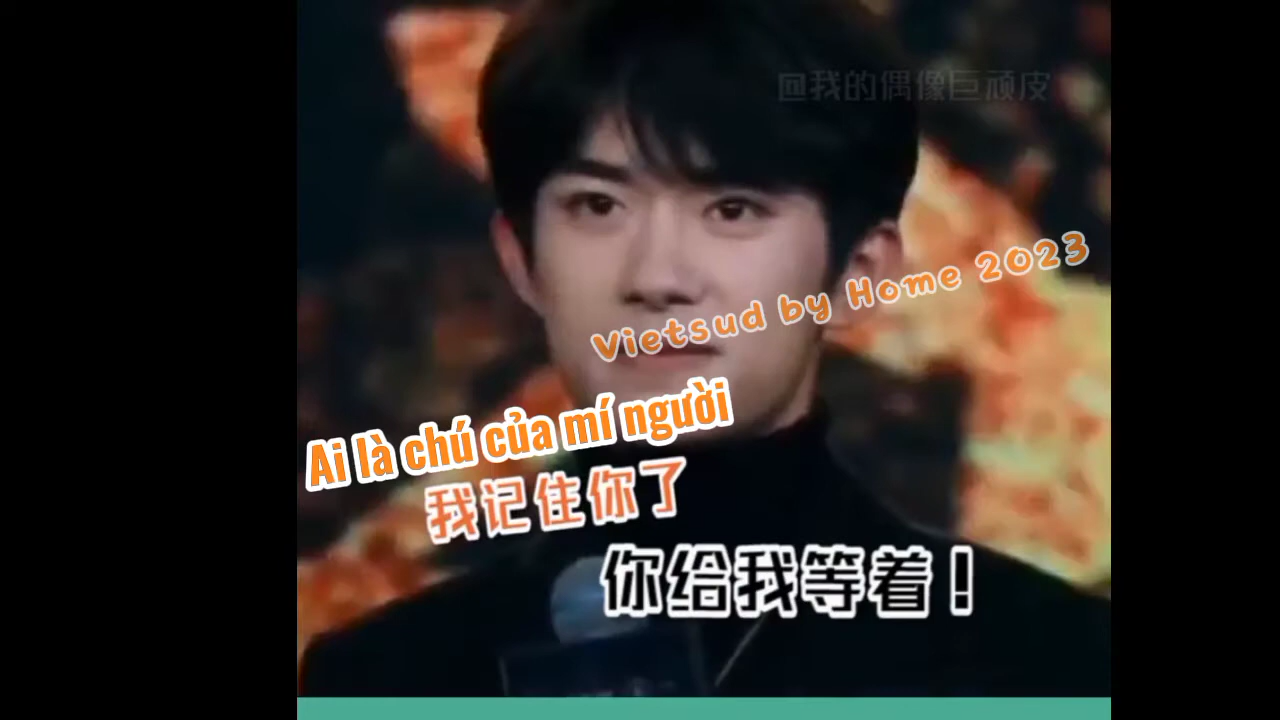 @我的偶像巨顽皮
Vietsud by Home 2023
Ai là chú của mí người
我记住你了
你给我等着！